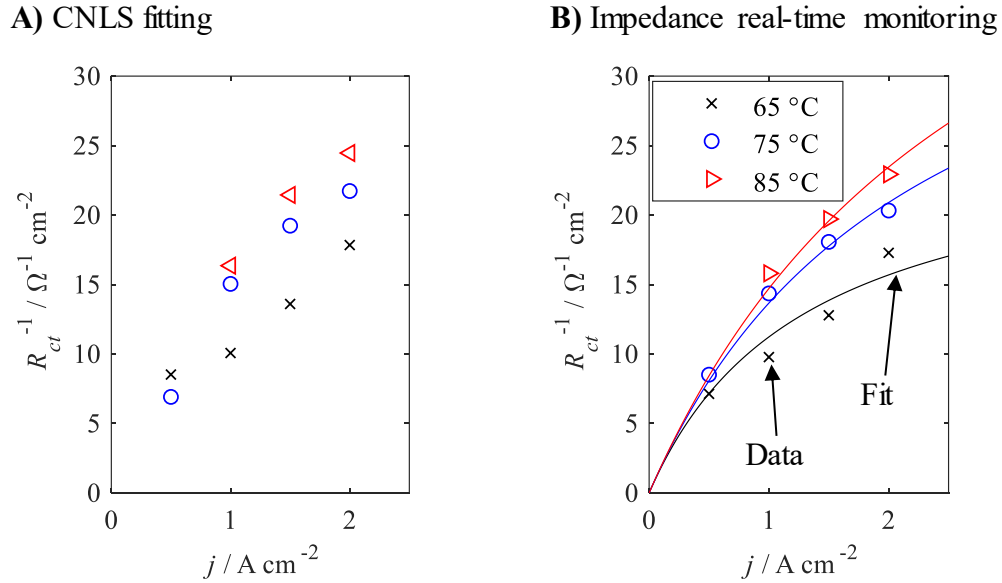 A) CNLS fitting
30
25
20
15
10
5
0
0 1 2
R_ct^-1 / Ω^-1 cm^-2
j / A cm^-2
B) Impedance real-time monitoring
30
25
20
15
10
5
0
0 1 2
R_ct^-1 / Ω^-1 cm^-2
j / A cm^-2
65 °C
75 °C
85 °C
Fit
Data